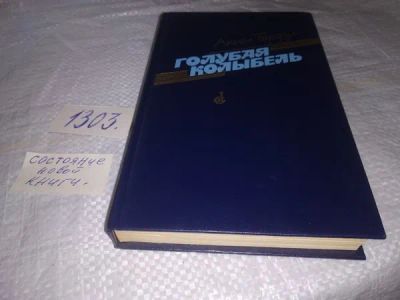 ГОЛУБАЯ
КОЛЫБЕЛЬ
1303.
состояние
новой
книги.